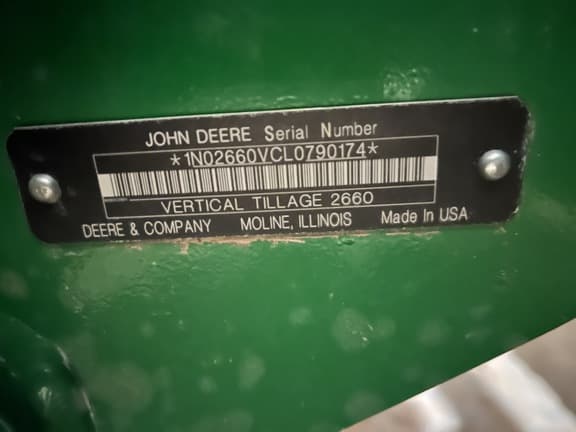 JOHN DEERE Serial Number
*1N02660VCL0790174*
VERTICAL TILLAGE 2660
DEERE & COMPANY MOLINE, ILLINOIS Made In USA